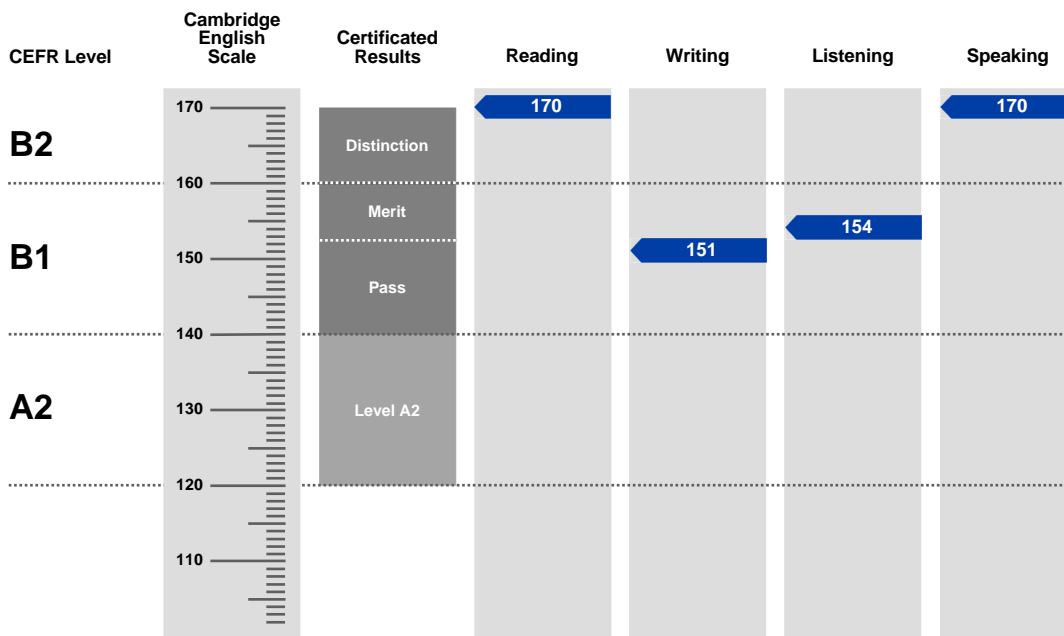 CEFR Level
Cambridge
English
Scale
Certificated
Results
Reading
Writing
Listening
Speaking
170
170
170
B2
Distinction
160
Merit
154
B1
151
150
Pass
140
A2
130
Level A2
120
110